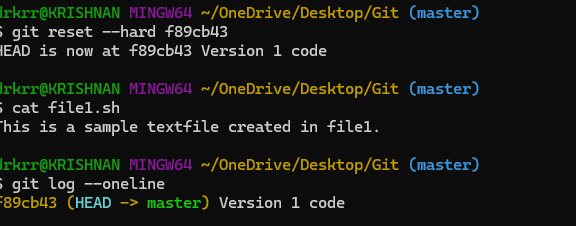 drkrr@KRISHNAN MINGW64 ~/OneDrive/Desktop/Git (master)
$ git reset --hard f89cb43
HEAD is now at f89cb43 Version 1 code
drkrr@KRISHNAN MINGW64 ~/OneDrive/Desktop/Git (master)
$ cat file1.sh
This is a sample textfile created in file1.
drkrr@KRISHNAN MINGW64 ~/OneDrive/Desktop/Git (master)
$ git log --oneline
f89cb43 (HEAD -> master) Version 1 code